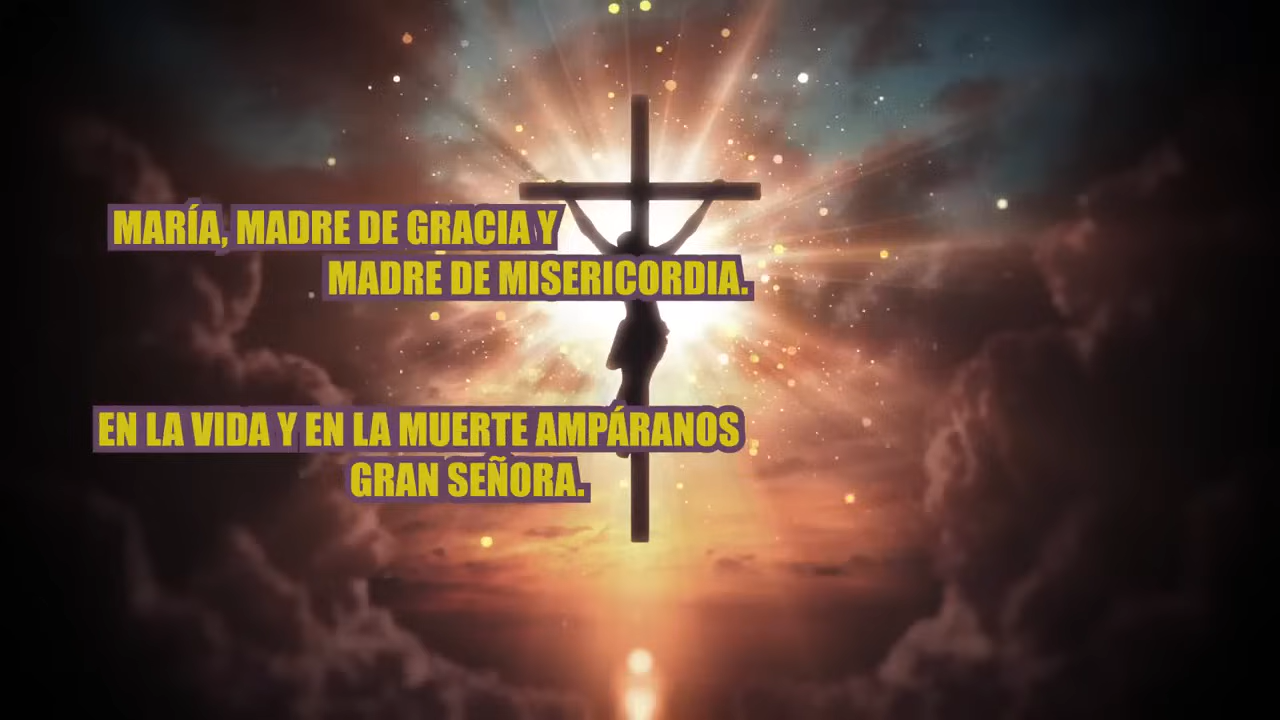 MARÍA, MADRE DE GRACIA Y
MADRE DE MISERICORDIA.
EN LA VIDA Y EN LA MUERTE AMPÁRANOS
GRAN SEÑORA.